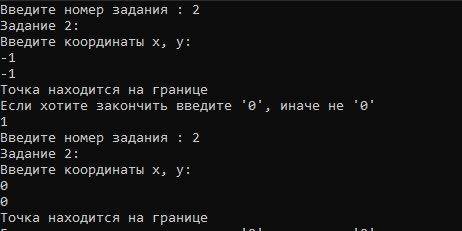 Введите номер задания : 2
Задание 2:
Введите координаты x, y:
-1
-1
Точка находится на границе
Если хотите закончить введите '0', иначе не '0'
1
Введите номер задания : 2
Задание 2:
Введите координаты x, y:
0
0
Точка находится на границе